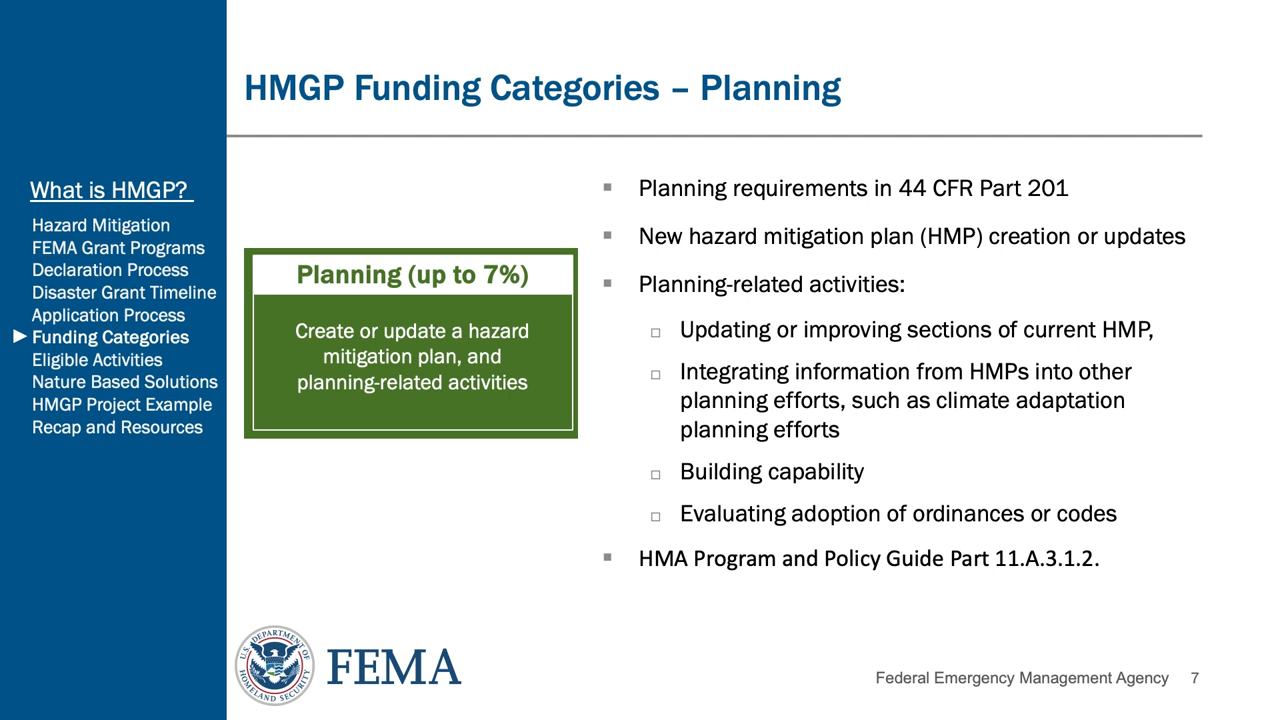 HMGP Funding Categories – Planning
What is HMGP?
Hazard Mitigation
FEMA Grant Programs
Declaration Process
Disaster Grant Timeline
Application Process
► Funding Categories
Eligible Activities
Nature Based Solutions
HMGP Project Example
Recap and Resources
Planning (up to 7%)
Create or update a hazard
mitigation plan, and
planning-related activities
▪ Planning requirements in 44 CFR Part 201
▪ New hazard mitigation plan (HMP) creation or updates
▪ Planning-related activities:
□ Updating or improving sections of current HMP,
□ Integrating information from HMPs into other
planning efforts, such as climate adaptation
planning efforts
□ Building capability
□ Evaluating adoption of ordinances or codes
▪ HMA Program and Policy Guide Part 11.A.3.1.2.
U.S. DEPARTMENT OF
HOMELAND SECURITY
FEMA
Federal Emergency Management Agency 7